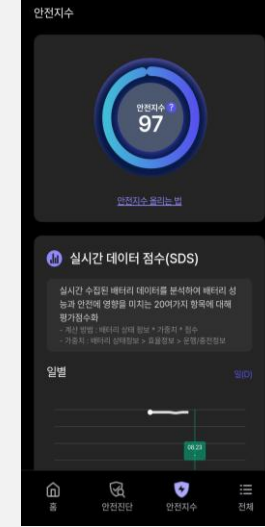 안전지수
안전지수 ?
97
안전지수 올리는 법
실시간 데이터 점수(SDS)
실시간 수집된 배터리 데이터를 분석하여 배터리 성
능과 안전에 영향을 미치는 20여가지 항목에 대해
평가점수화
- 계산 방법 : 배터리 상태 정보 * 가중치 * 점수
- 가중치 : 배터리 상태정보 > 효율정보 > 운행/충전정보
일별
일(D)
08.23
홈
안전진단
안전지수
전체